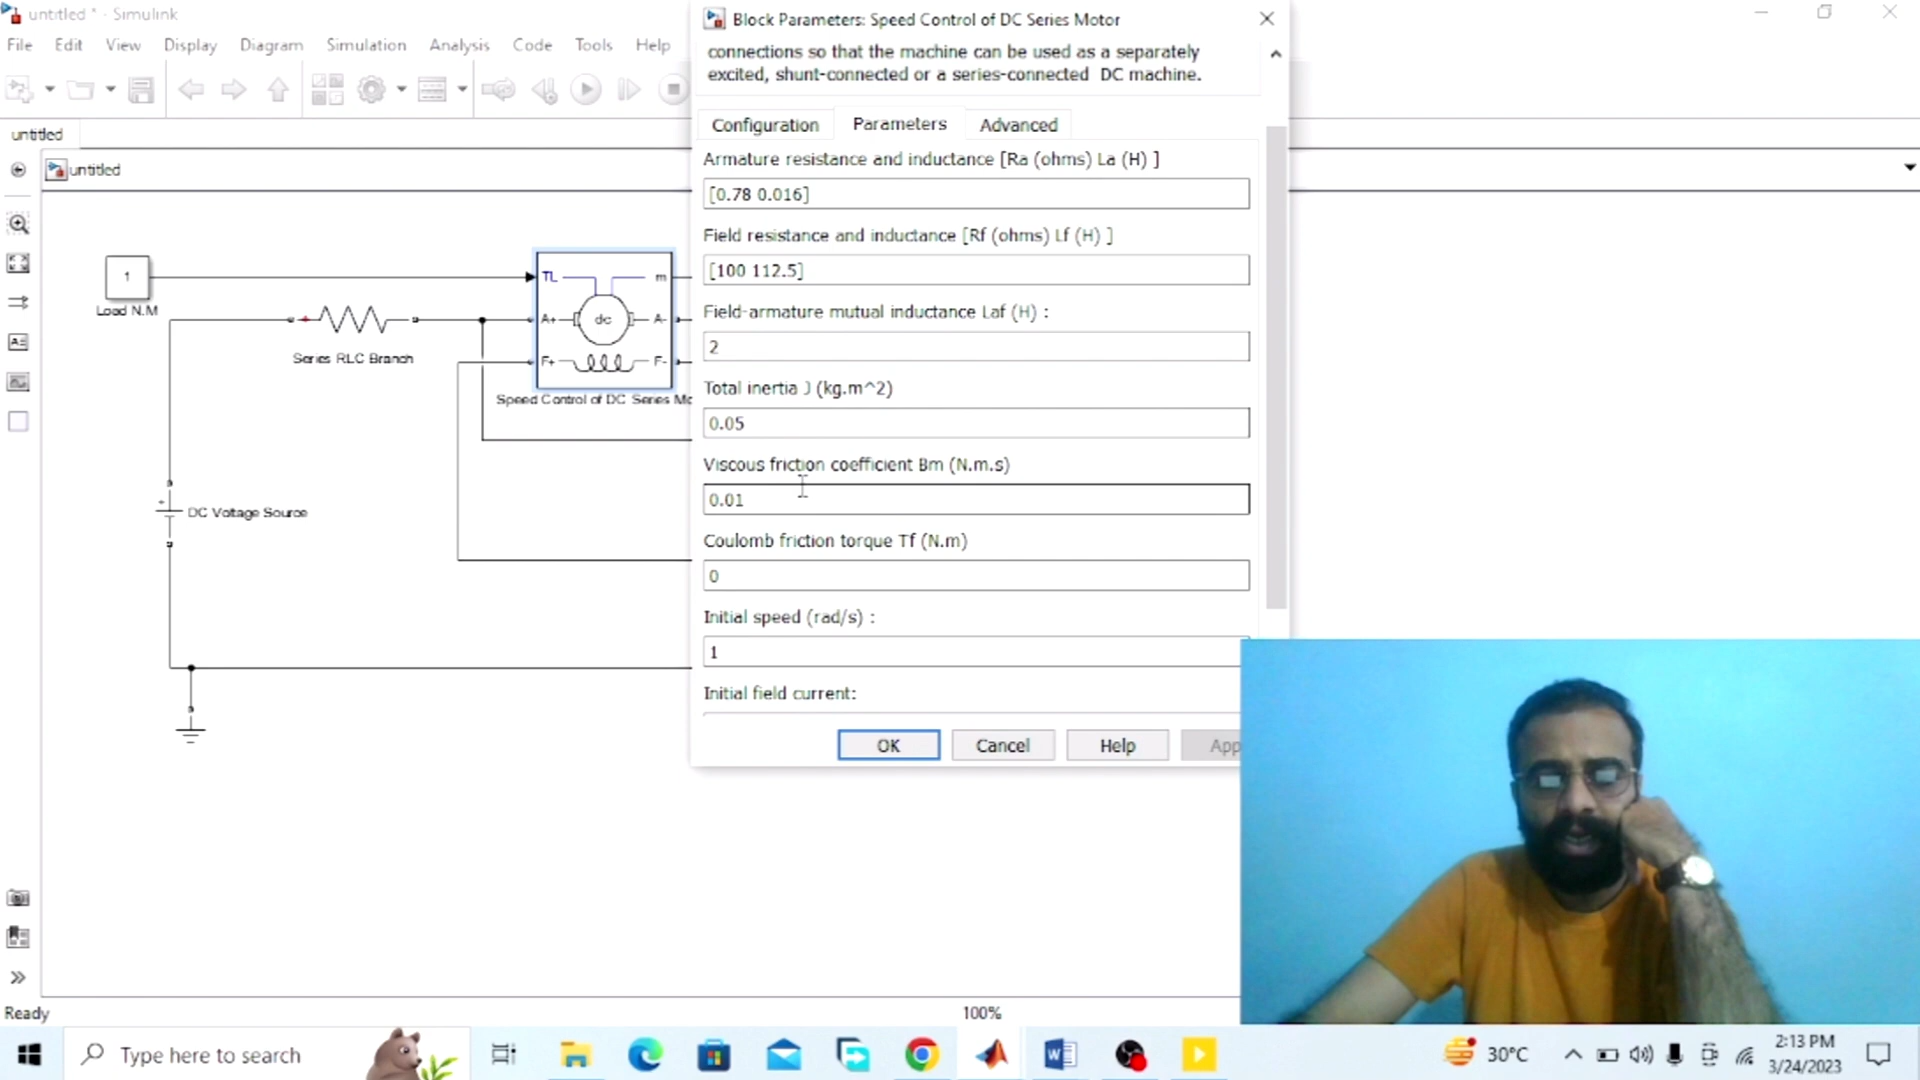 untitled * - Simulink
File Edit View Display Diagram Simulation Analysis Code Tools Help
untitled
untitled
1
Load N.M
Series RLC Branch
TL
m
A+
dc
A-
F+
F-
Speed Control of DC Series Mo
+
DC Voltage Source
Block Parameters: Speed Control of DC Series Motor
connections so that the machine can be used as a separately
excited, shunt-connected or a series-connected DC machine.
Configuration Parameters Advanced
Armature resistance and inductance [Ra (ohms) La (H) ]
[0.78 0.016]
Field resistance and inductance [Rf (ohms) Lf (H) ]
[100 112.5]
Field-armature mutual inductance Laf (H) :
2
Total inertia J (kg.m^2)
0.05
Viscous friction coefficient Bm (N.m.s)
0.01
Coulomb friction torque Tf (N.m)
0
Initial speed (rad/s) :
1
Initial field current:
OK Cancel Help App
Ready
100%
Type here to search
30°C
2:13 PM
3/24/2023